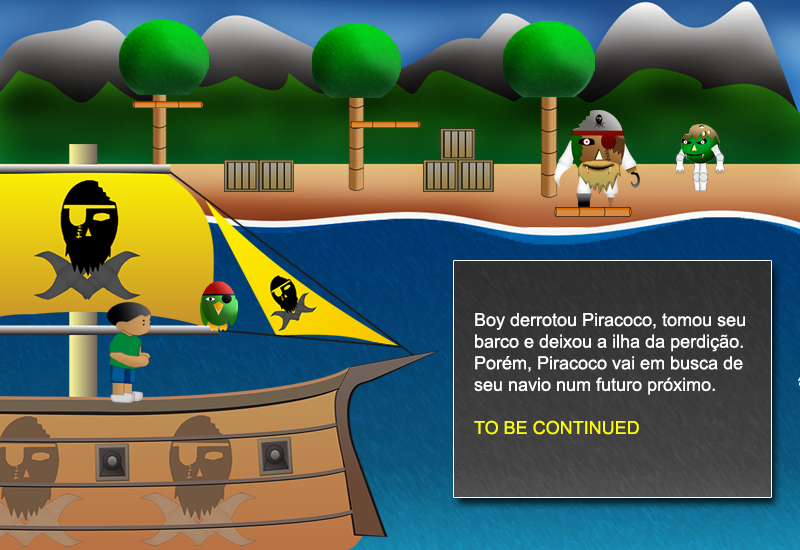 Boy derrotou Piracoco, tomou seu
barco e deixou a ilha da perdição.
Porém, Piracoco vai em busca de
seu navio num futuro próximo.
TO BE CONTINUED